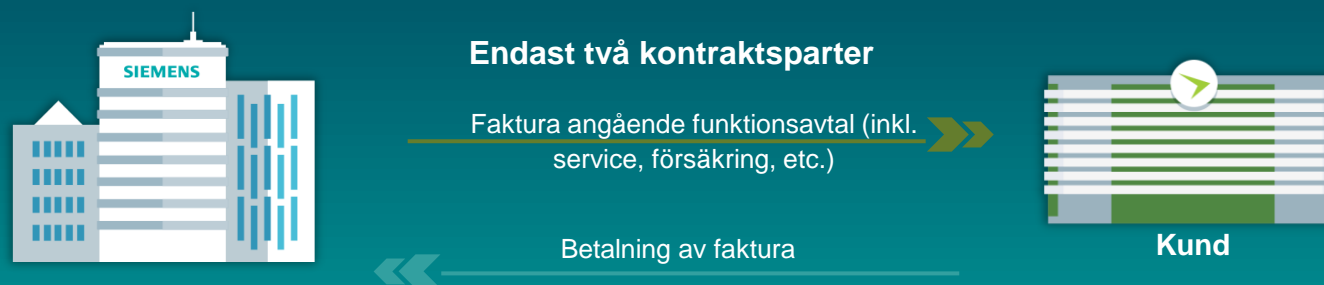 SIEMENS
Endast två kontraktsparter
Faktura angående funktionsavtal (inkl.
service, försäkring, etc.)
Betalning av faktura
Kund